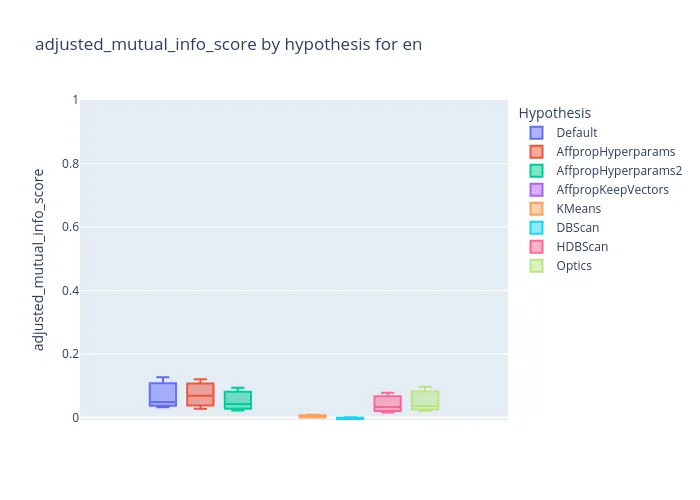 adjusted_mutual_info_score by hypothesis for en
adjusted_mutual_info_score
1
0.8
0.6
0.4
0.2
0
Hypothesis
Default
AffpropHyperparams
AffpropHyperparams2
AffpropKeepVectors
KMeans
DBScan
HDBScan
Optics